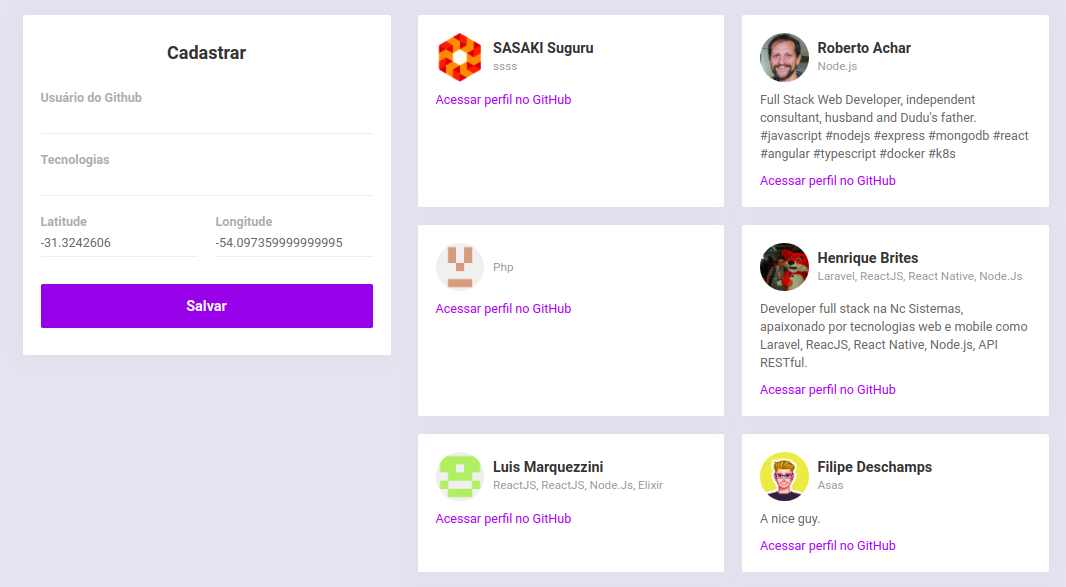 Cadastrar
Usuário do Github
Tecnologias
Latitude
Longitude
-31.3242606
-54.097359999999995
Salvar
SASAKI Suguru
ssss
Acessar perfil no GitHub
Roberto Achar
Node.js
Full Stack Web Developer, independent
consultant, husband and Dudu's father.
#javascript #nodejs #express #mongodb #react
#angular #typescript #docker #k8s
Acessar perfil no GitHub
Php
Acessar perfil no GitHub
Henrique Brites
Laravel, ReactJS, React Native, Node.Js
Developer full stack na Nc Sistemas,
apaixonado por tecnologias web e mobile como
Laravel, ReacJS, React Native, Node.js, API
RESTful.
Acessar perfil no GitHub
Luis Marquezzini
ReactJS, ReactJS, Node.Js, Elixir
Acessar perfil no GitHub
Filipe Deschamps
Asas
A nice guy.
Acessar perfil no GitHub